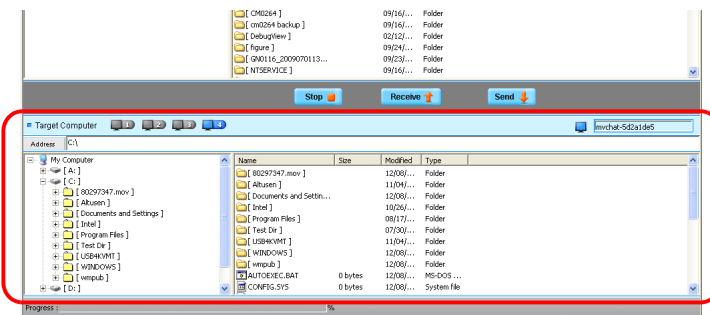 [ CM0264 ] 09/16/... Folder
[ cm0264 backup ] 09/16/... Folder
[ DebugView ] 02/12/... Folder
[ figure ] 09/24/... Folder
[ GN0116_2009070113... 09/23/... Folder
[ NTSERVICE ] 09/16/... Folder
Stop Receive Send
Target Computer 1 2 3 4 mvchat-5d2a1de5
Address C:\
My Computer
[ A: ]
[ C: ]
[ 80297347.mov ]
[ Altusen ]
[ Documents and Settings ]
[ Intel ]
[ Program Files ]
[ Test Dir ]
[ USB4KVMT ]
[ WINDOWS ]
[ wmpub ]
[ D: ]
Name Size Modified Type
[ 80297347.mov ] 12/08/... Folder
[ Altusen ] 11/04/... Folder
[ Documents and Settin... 12/08/... Folder
[ Intel ] 10/26/... Folder
[ Program Files ] 08/17/... Folder
[ Test Dir ] 07/30/... Folder
[ USB4KVMT ] 11/04/... Folder
[ WINDOWS ] 12/08/... Folder
[ wmpub ] 12/08/... Folder
AUTOEXEC.BAT 0 bytes 12/08/... MS-DOS ...
CONFIG.SYS 0 bytes 12/08/... System file
Progress : %